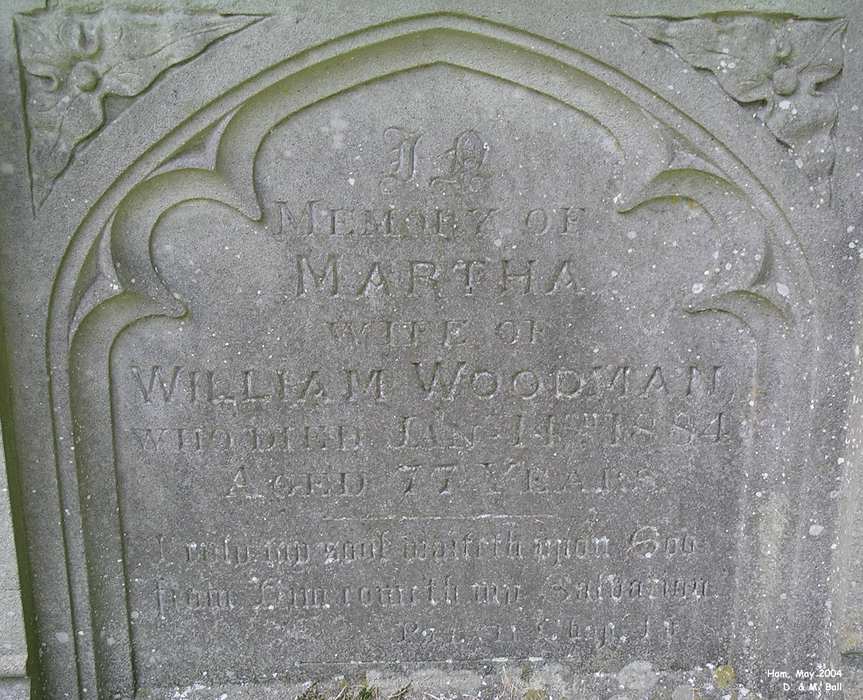 In
MEMORY OF
MARTHA
WIFE OF
WILLIAM WOODMAN,
WHO DIED JAN. 14TH 1884
AGED 77 YEARS
Truly my soul waiteth upon God
from Him cometh my Salvation.
Ham, May 2004
D. & M. Ball